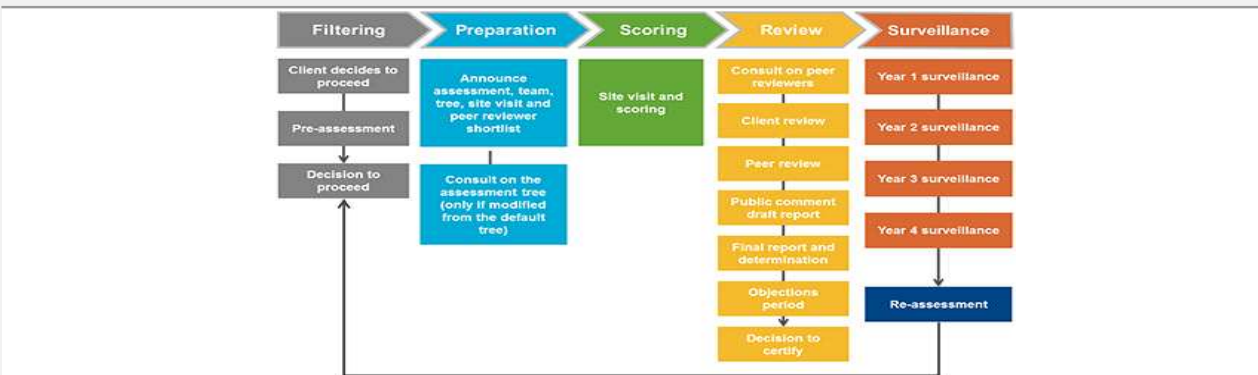 Filtering
Preparation
Scoring
Review
Surveillance
Client decides to
proceed
Pre-assessment
Decision to
proceed
Announce
assessment, team,
tree, site visit and
peer reviewer
shortlist
Consult on the
assessment tree
(only if modified
from the default
tree)
Site visit and
scoring
Consult on peer
reviewers
Client review
Peer review
Public comment
draft report
Final report and
determination
Objections
period
Decision to
certify
Year 1 surveillance
Year 2 surveillance
Year 3 surveillance
Year 4 surveillance
Re-assessment